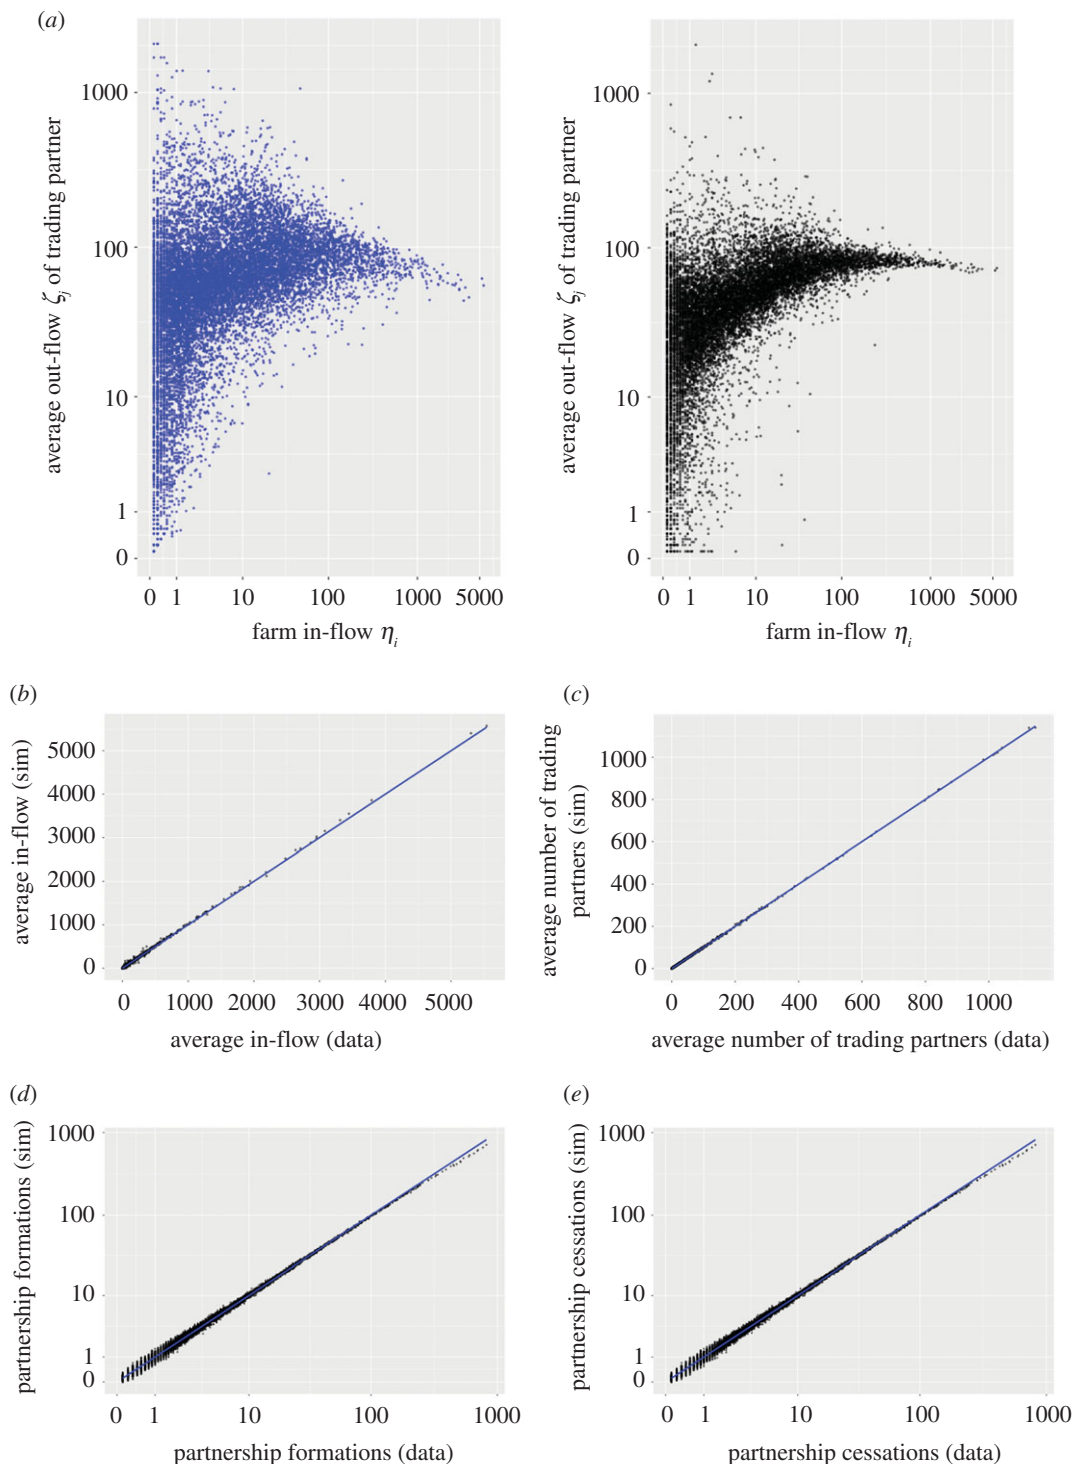 (a)
average out-flow ζj of trading partner
1000
100
10
1
0
0 1 10 100 1000 5000
farm in-flow ηi
average out-flow ζj of trading partner
1000
100
10
1
0
0 1 10 100 1000 5000
farm in-flow ηi
(b)
average in-flow (sim)
5000
4000
3000
2000
1000
0
0 1000 2000 3000 4000 5000
average in-flow (data)
(c)
average number of trading
partners (sim)
1000
800
600
400
200
0
0 200 400 600 800 1000
average number of trading partners (data)
(d)
partnership formations (sim)
1000
100
10
1
0
0 1 10 100 1000
partnership formations (data)
(e)
partnership cessations (sim)
1000
100
10
1
0
0 1 10 100 1000
partnership cessations (data)